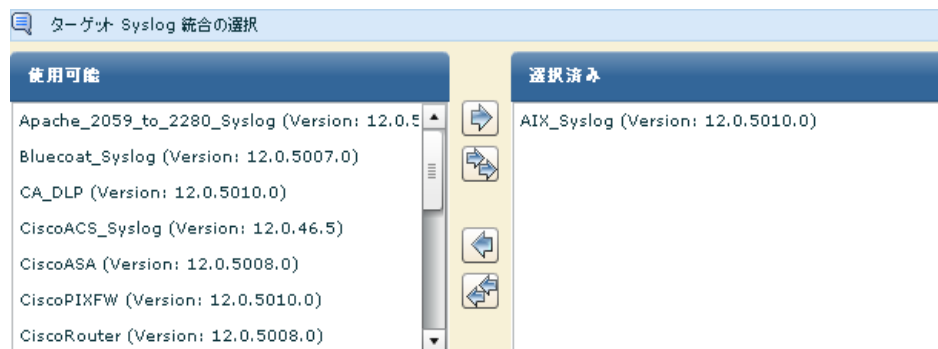 ターゲット Syslog 統合の選択
使用可能
Apache_2059_to_2280_Syslog (Version: 12.0.5
Bluecoat_Syslog (Version: 12.0.5007.0)
CA_DLP (Version: 12.0.5010.0)
CiscoACS_Syslog (Version: 12.0.46.5)
CiscoASA (Version: 12.0.5008.0)
CiscoPIXFW (Version: 12.0.5010.0)
CiscoRouter (Version: 12.0.5008.0)
選択済み
AIX_Syslog (Version: 12.0.5010.0)